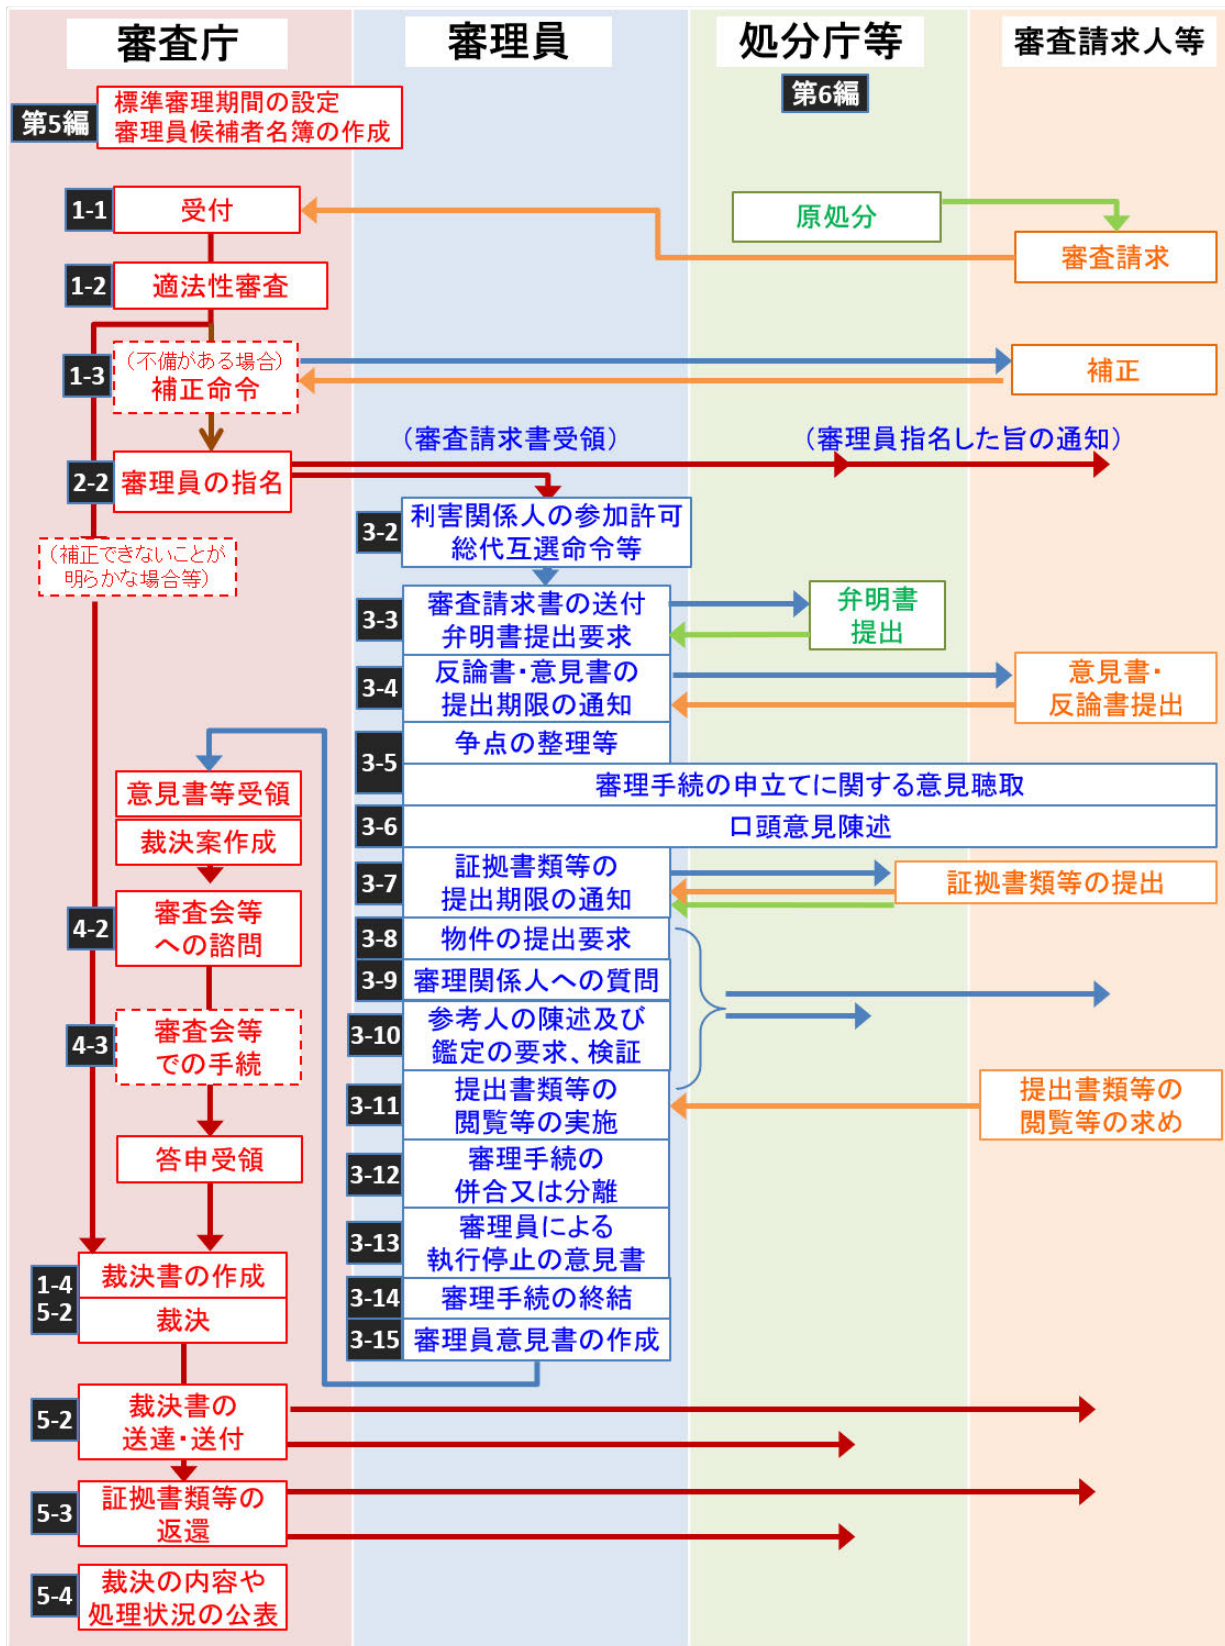 審査庁
審理員
処分庁等
審査請求人等
第5編
標準審理期間の設定
審理員候補者名簿の作成
第6編
1-1
受付
原処分
審査請求
1-2
適法性審査
1-3
（不備がある場合）
補正命令
補正
（審査請求書受領）
（審理員指名した旨の通知）
2-2
審理員の指名
3-2
利害関係人の参加許可
総代互選命令等
（補正できないことが
明らかな場合等）
3-3
審査請求書の送付
弁明書提出要求
弁明書
提出
3-4
反論書・意見書の
提出期限の通知
意見書・
反論書提出
3-5
争点の整理等
審理手続の申立てに関する意見聴取
意見書等受領
3-6
口頭意見陳述
裁決案作成
3-7
証拠書類等の
提出期限の通知
証拠書類等の提出
4-2
審査会等
への諮問
3-8
物件の提出要求
3-9
審理関係人への質問
4-3
審査会等
での手続
3-10
参考人の陳述及び
鑑定の要求、検証
3-11
提出書類等の
閲覧等の実施
提出書類等の
閲覧等の求め
答申受領
3-12
審理手続の
併合又は分離
3-13
審理員による
執行停止の意見書
1-4
5-2
裁決書の作成
裁決
3-14
審理手続の終結
3-15
審理員意見書の作成
5-2
裁決書の
送達・送付
5-3
証拠書類等の
返還
5-4
裁決の内容や
処理状況の公表